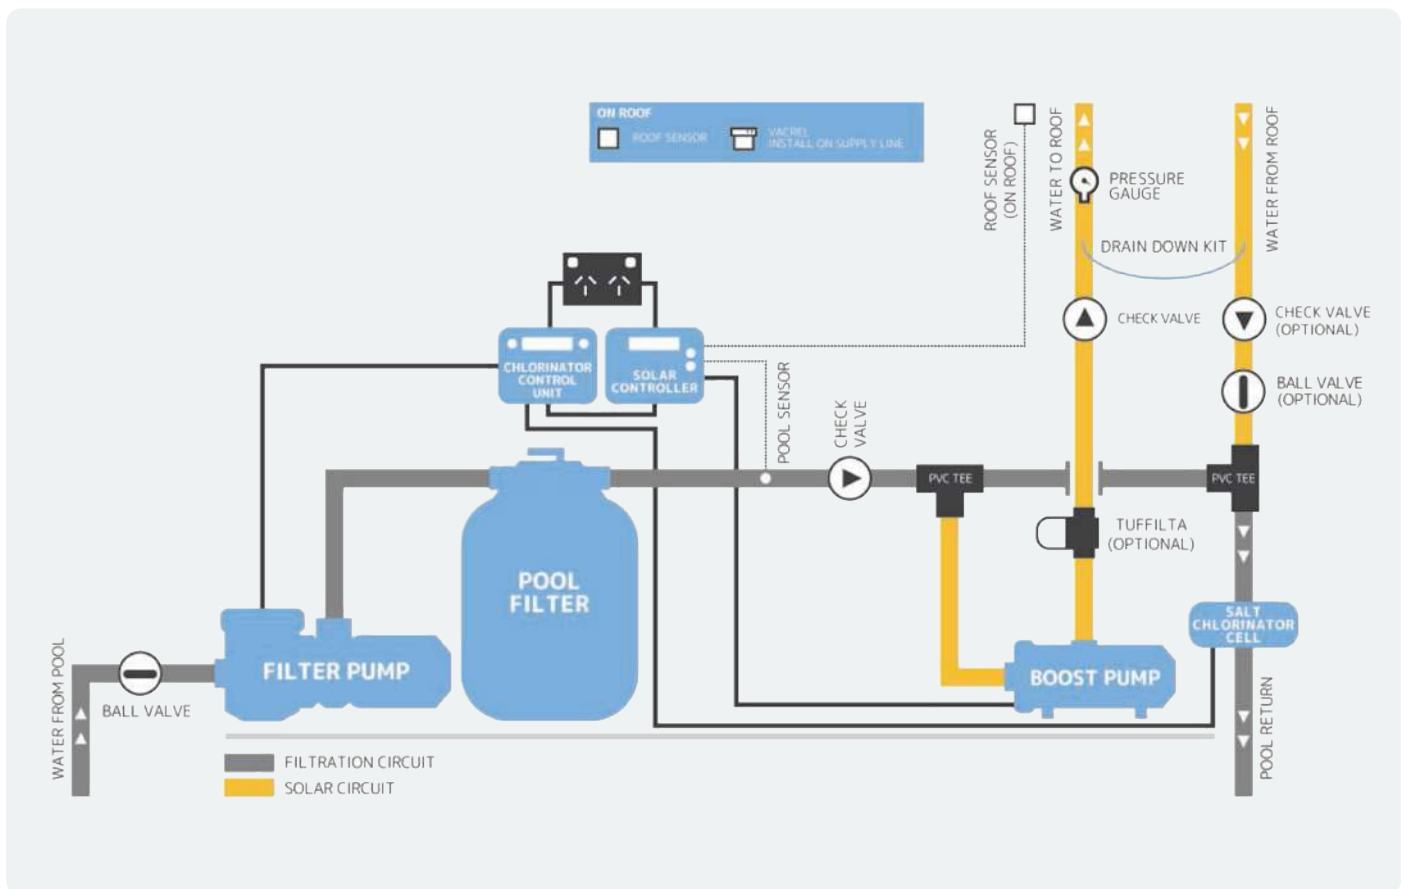 ON ROOF
ROOF SENSOR
VACREL
INSTALL ON SUPPLY LINE
ROOF SENSOR
(ON ROOF)
WATER TO ROOF
WATER FROM ROOF
PRESSURE
GAUGE
DRAIN DOWN KIT
CHECK VALVE
CHECK VALVE
(OPTIONAL)
BALL VALVE
(OPTIONAL)
CHLORINATOR
CONTROL
UNIT
SOLAR
CONTROLLER
POOL SENSOR
CHECK
VALVE
PVC TEE
PVC TEE
TUFFILTA
(OPTIONAL)
POOL
FILTER
SALT
CHLORINATOR
CELL
WATER FROM POOL
BALL VALVE
FILTER PUMP
BOOST PUMP
POOL RETURN
FILTRATION CIRCUIT
SOLAR CIRCUIT